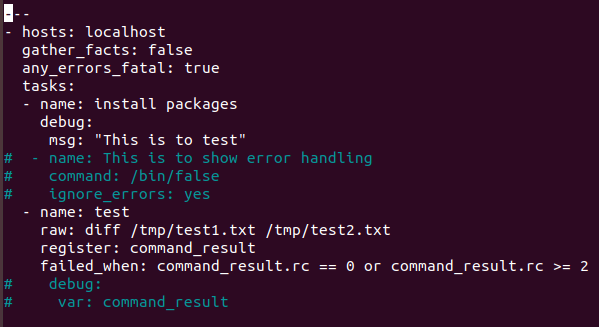 ---
- hosts: localhost
  gather_facts: false
  any_errors_fatal: true
  tasks:
  - name: install packages
    debug:
     msg: "This is to test"
#  - name: This is to show error handling
#    command: /bin/false
#    ignore_errors: yes
  - name: test
    raw: diff /tmp/test1.txt /tmp/test2.txt
    register: command_result
    failed_when: command_result.rc == 0 or command_result.rc >= 2
#    debug:
#     var: command_result